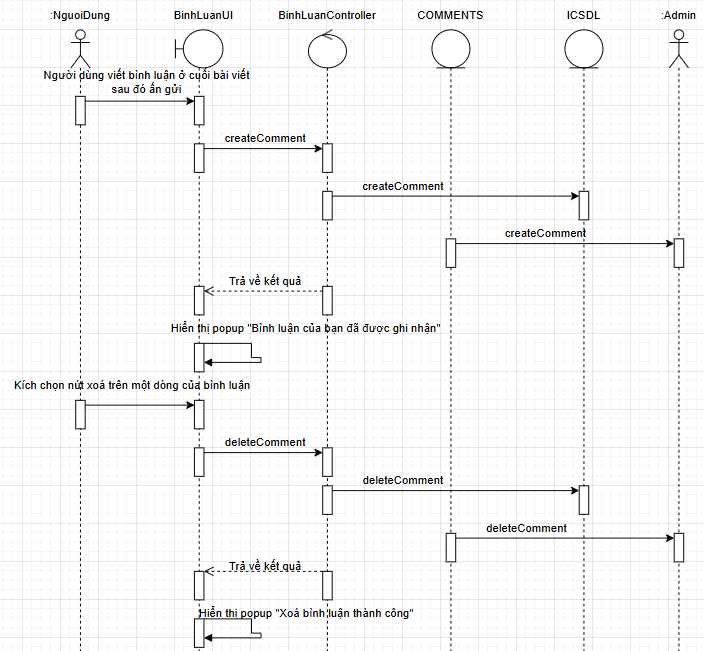 :NguoiDung
BinhLuanUI
BinhLuanController
COMMENTS
ICSDL
:Admin
Người dùng viết bình luận ở cuối bài viết
sau đó ấn gửi
createComment
createComment
createComment
Trả về kết quả
Hiển thị popup "Bình luận của bạn đã được ghi nhận"
Kích chọn nút xoá trên một dòng của bình luận
deleteComment
deleteComment
deleteComment
Trả về kết quả
Hiển thị popup "Xoá bình luận thành công"